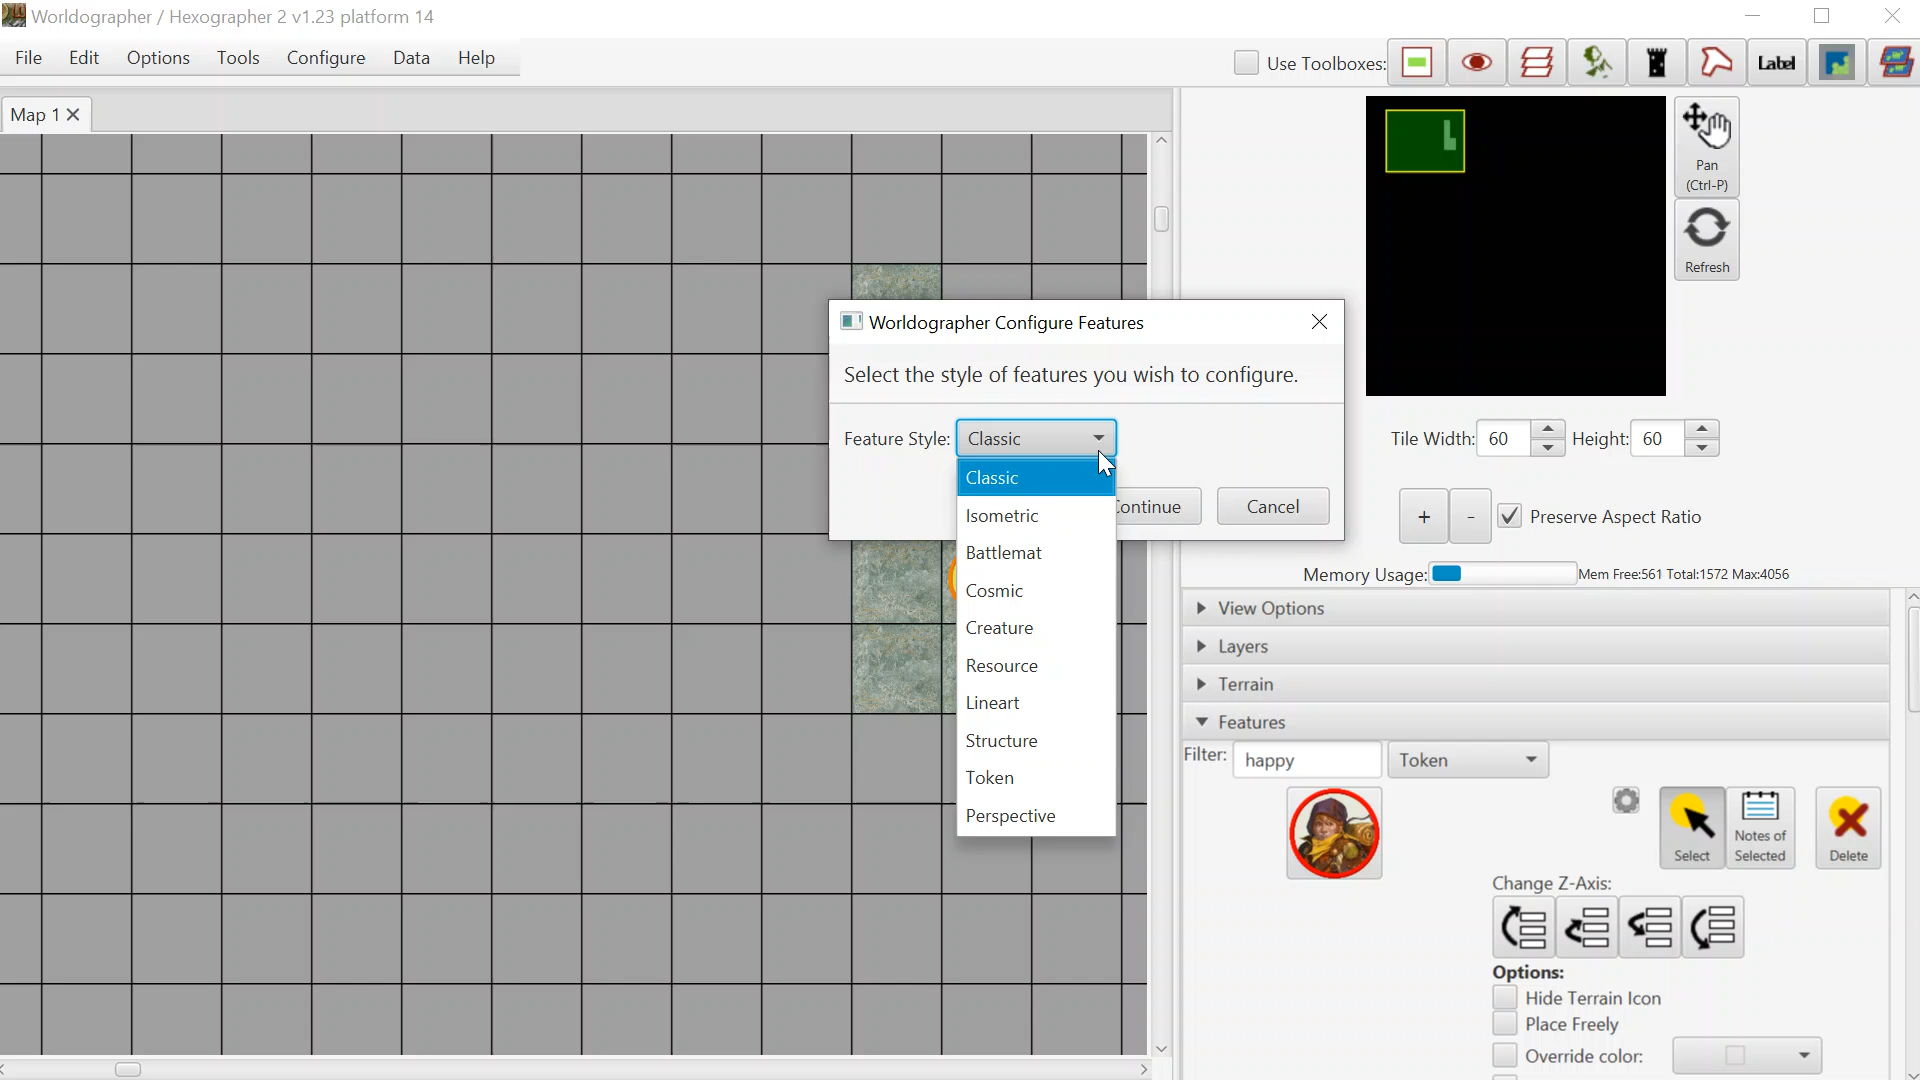 Worldographer / Hexographer 2 v1.23 platform 14
File Edit Options Tools Configure Data Help
Use Toolboxes:
Label
Map 1
Pan
(Ctrl-P)
Refresh
Worldographer Configure Features
Select the style of features you wish to configure.
Feature Style: Classic
Classic
Isometric
Battlemat
Cosmic
Creature
Resource
Lineart
Structure
Token
Perspective
ontinue
Cancel
Tile Width: 60 Height: 60
+ - Preserve Aspect Ratio
Memory Usage: Mem Free:561 Total:1572 Max:4056
View Options
Layers
Terrain
Features
Filter: happy Token
Select
Notes of
Selected
Delete
Change Z-Axis:
Options:
Hide Terrain Icon
Place Freely
Override color: